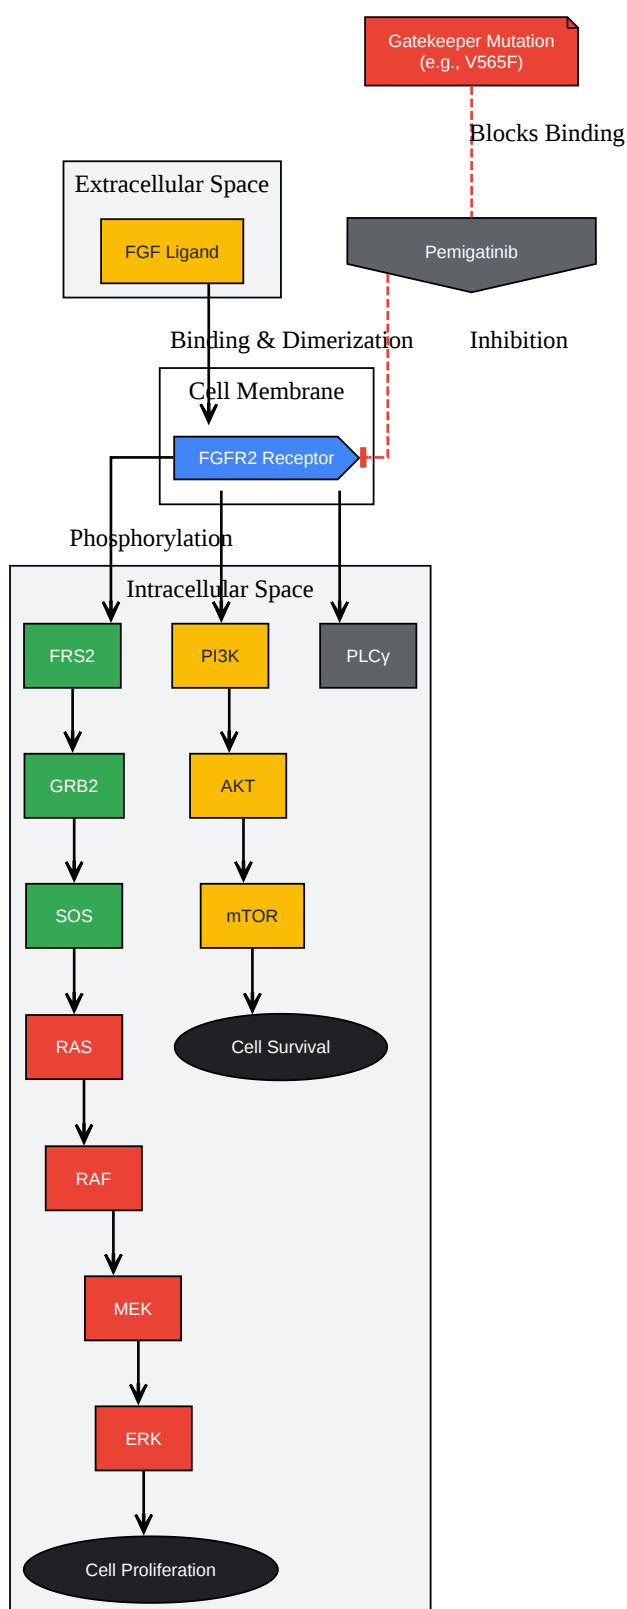 Gatekeeper Mutation
(e.g., V565F)
Blocks Binding
Extracellular Space
FGF Ligand
Pemigatinib
Binding & Dimerization
Inhibition
Cell Membrane
FGFR2 Receptor
Phosphorylation
Intracellular Space
FRS2
PI3K
PLCγ
GRB2
AKT
SOS
mTOR
RAS
Cell Survival
RAF
MEK
ERK
Cell Proliferation